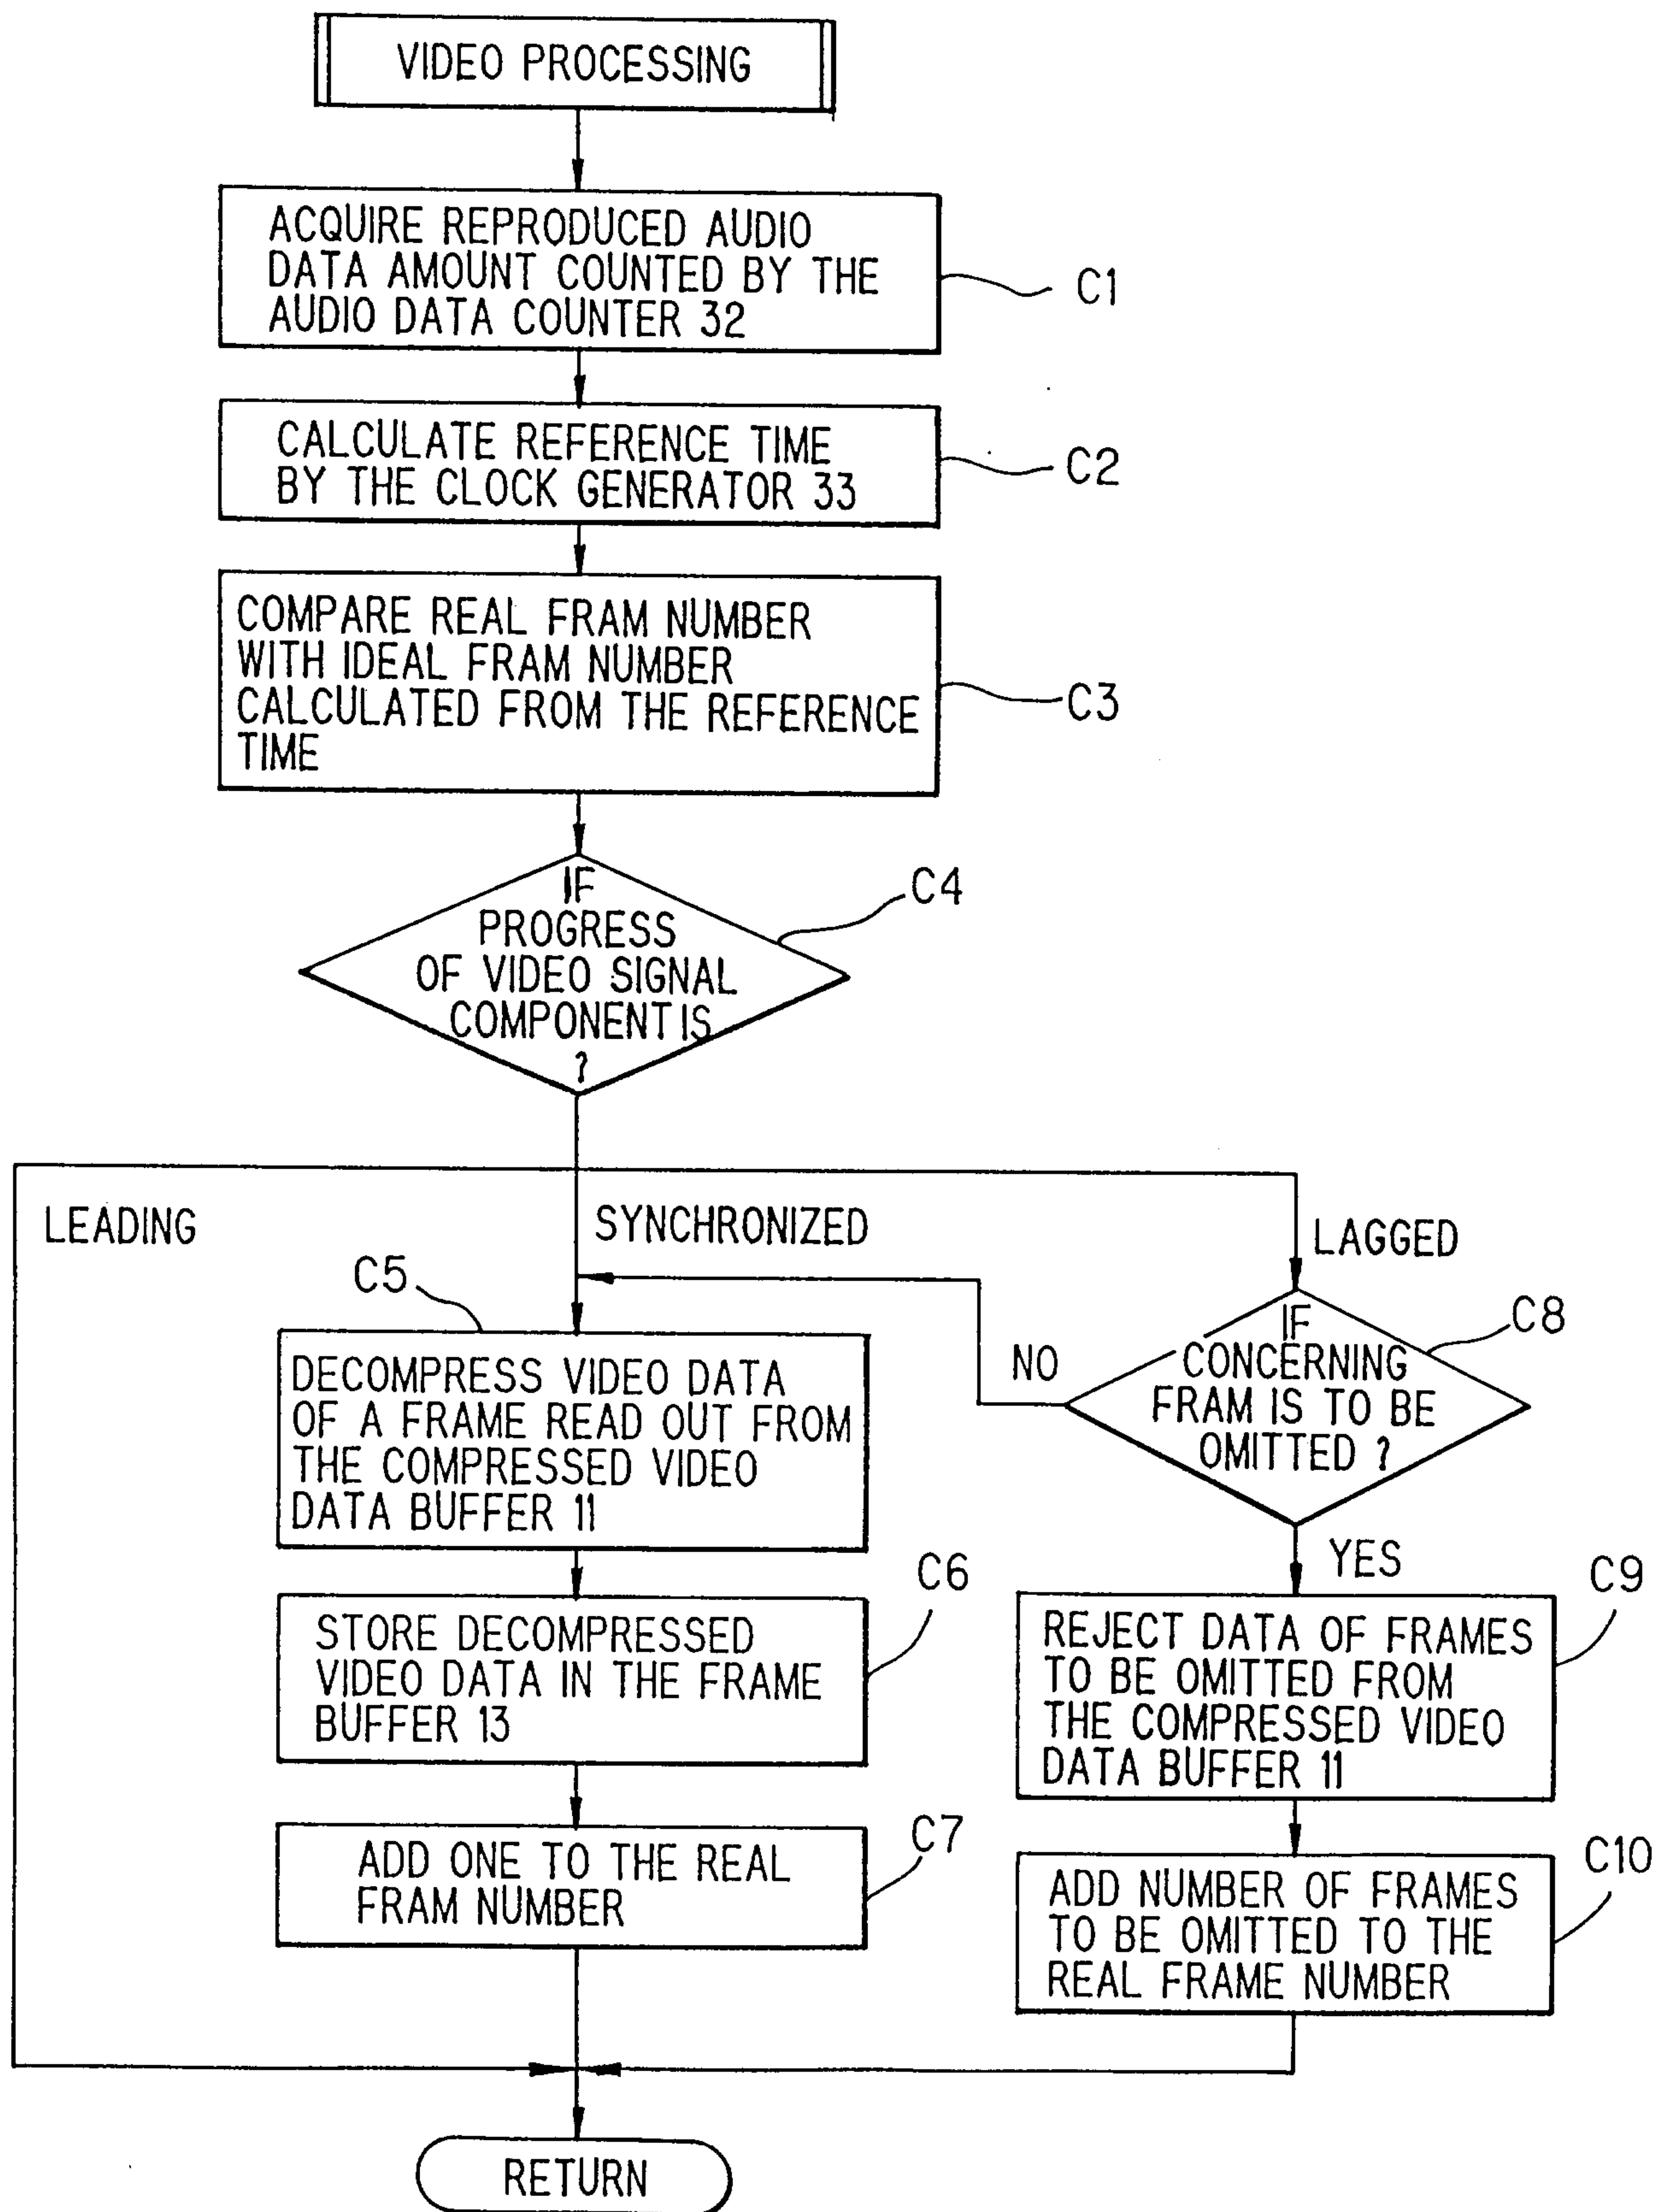 VIDEO PROCESSING
ACQUIRE REPRODUCED AUDIO
DATA AMOUNT COUNTED BY THE
AUDIO DATA COUNTER 32
C1
CALCULATE REFERENCE TIME
BY THE CLOCK GENERATOR 33
C2
COMPARE REAL FRAM NUMBER
WITH IDEAL FRAM NUMBER
CALCULATED FROM THE REFERENCE
TIME
C3
IF
PROGRESS
OF VIDEO SIGNAL
COMPONENT IS
?
C4
LEADING
SYNCHRONIZED
LAGGED
C5
DECOMPRESS VIDEO DATA
OF A FRAME READ OUT FROM
THE COMPRESSED VIDEO
DATA BUFFER 11
NO
IF
CONCERNING
FRAM IS TO BE
OMITTED ?
C8
YES
C6
STORE DECOMPRESSED
VIDEO DATA IN THE FRAME
BUFFER 13
C9
REJECT DATA OF FRAMES
TO BE OMITTED FROM
THE COMPRESSED VIDEO
DATA BUFFER 11
C7
ADD ONE TO THE REAL
FRAM NUMBER
C10
ADD NUMBER OF FRAMES
TO BE OMITTED TO THE
REAL FRAME NUMBER
RETURN